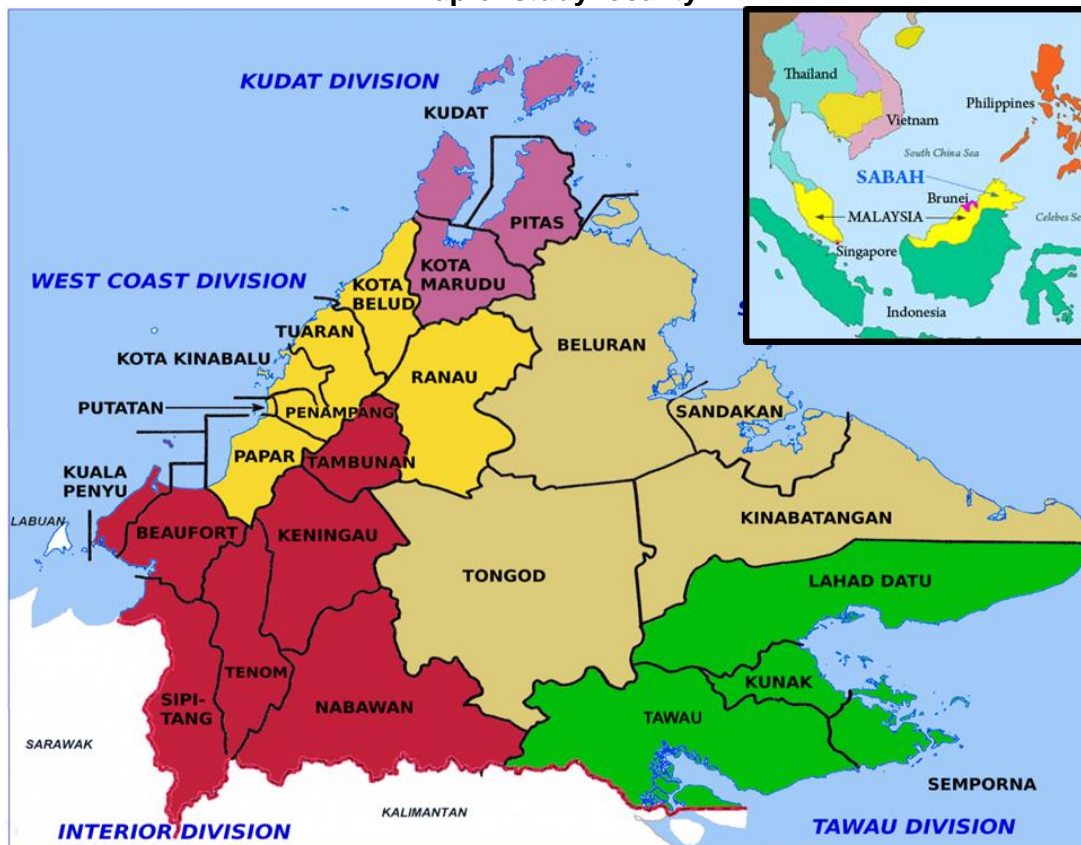 KUDAT DIVISION
KUDAT
PITAS
KOTA
MARUDU
WEST COAST DIVISION
KOTA
BELUD
TUARAN
KOTA KINABALU
RANAU
BELURAN
PUTATAN
PENAMPANG
SANDAKAN
PAPAR
TAMBUNAN
KUALA
PENYU
LABUAN
BEAUFORT
KENINGAU
KINABATANGAN
TONGOD
LAHAD DATU
TENOM
KUNAK
SIPI-
TANG
NABAWAN
TAWAU
SARAWAK
SEMPORNA
KALIMANTAN
INTERIOR DIVISION
TAWAU DIVISION
Thailand
Philippines
Vietnam
South China Sea
SABAH
Brunei
MALAYSIA
Celebes
Singapore
Indonesia